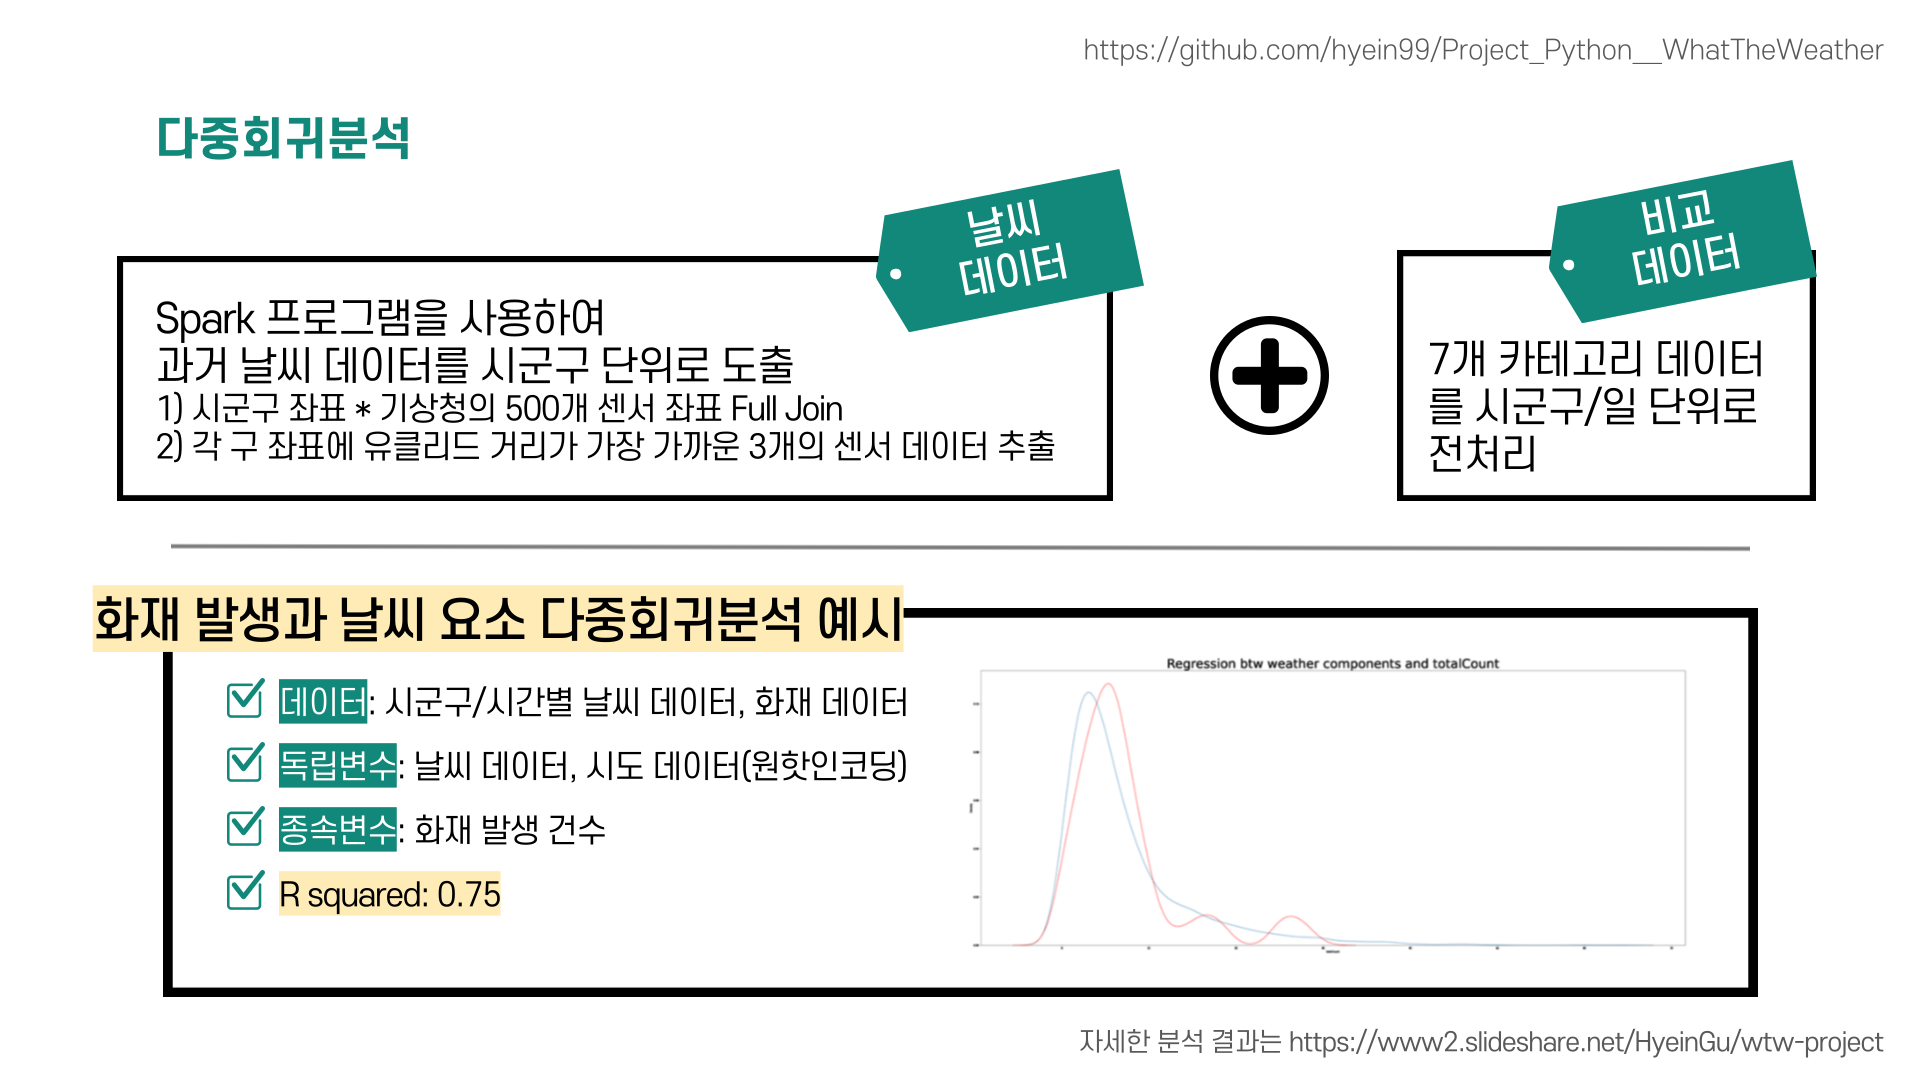 https://github.com/hyein99/Project_Python__WhatTheWeather
다중회귀분석
날씨
데이터
Spark 프로그램을 사용하여
과거 날씨 데이터를 시군구 단위로 도출
1) 시군구 좌표 * 기상청의 500개 센서 좌표 Full Join
2) 각 구 좌표에 유클리드 거리가 가장 가까운 3개의 센서 데이터 추출
비교
데이터
7개 카테고리 데이터
를 시군구/일 단위로
전처리
화재 발생과 날씨 요소 다중회귀분석 예시
데이터: 시군구/시간별 날씨 데이터, 화재 데이터
독립변수: 날씨 데이터, 시도 데이터(원핫인코딩)
종속변수: 화재 발생 건수
R squared: 0.75
Regression btw weather components and totalCount
자세한 분석 결과는 https://www2.slideshare.net/HyeinGu/wtw-project